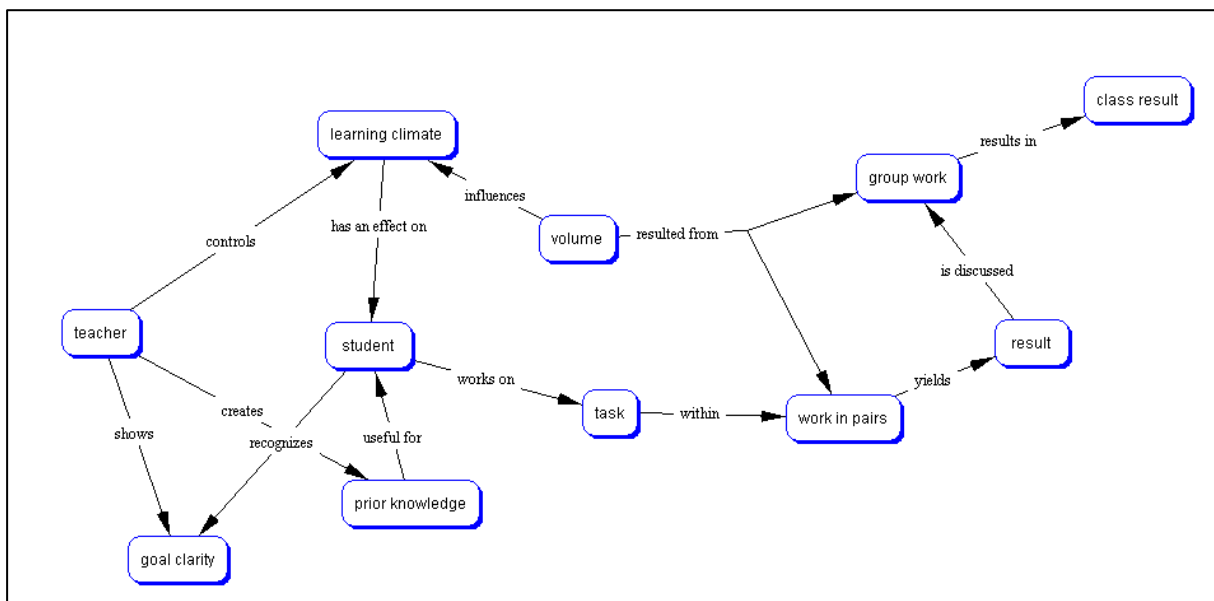 class result
learning climate
results in
group work
influences
has an effect on
volume
resulted from
controls
is discussed
teacher
student
result
works on
yields
task
within
work in pairs
creates
shows
recognizes
useful for
prior knowledge
goal clarity